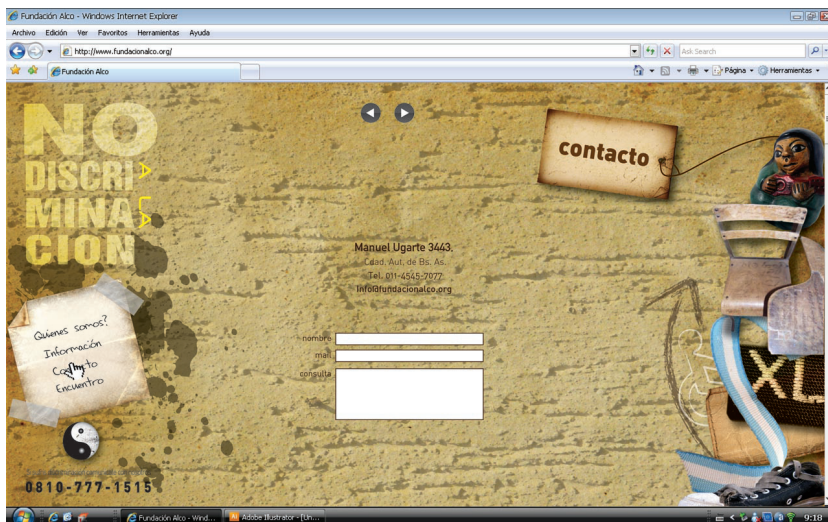 Fundación Alco - Windows Internet Explorer
Archivo Edición Ver Favoritos Herramientas Ayuda
http://www.fundacionalco.org/
Ask Search
Fundación Alco
Página Herramientas
NO
DISCRI
MINA
CION
A
LA
contacto
Manuel Ugarte 3443.
Cdad. Aut. de Bs. As.
Tel. 011-4545-7077
info@fundacionalco.org
Quienes somos?
Información
Encuentro
nombre
mail
consulta
XL
0810-777-1515
Fundación Alco - Wind...
Adobe Illustrator - [Un...
9:18